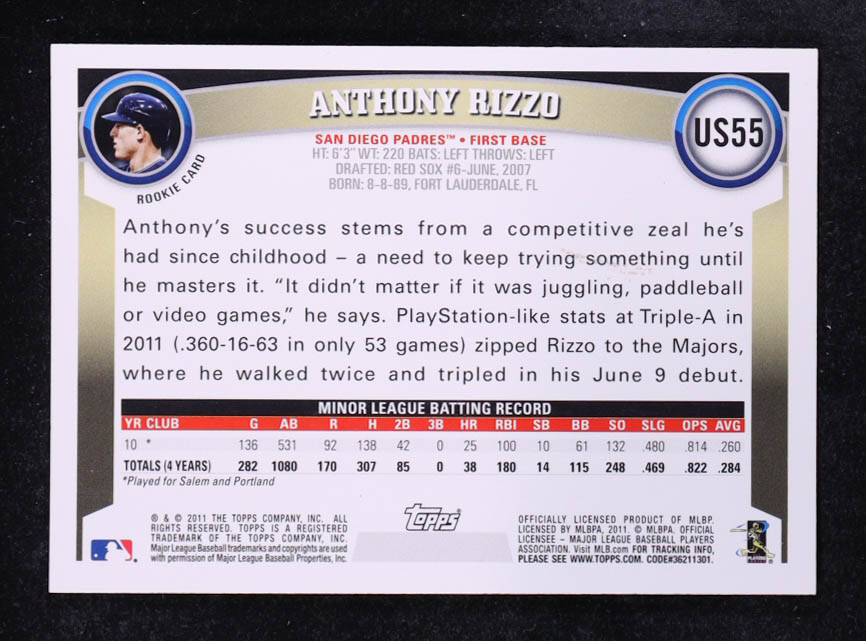 ANTHONY RIZZO
US55
ROOKIE CARD
SAN DIEGO PADRES™ • FIRST BASE
HT: 6'3" WT: 220 BATS: LEFT THROWS: LEFT
DRAFTED: RED SOX #6-JUNE, 2007
BORN: 8-8-89, FORT LAUDERDALE, FL
Anthony's success stems from a competitive zeal he's
had since childhood – a need to keep trying something until
he masters it. "It didn't matter if it was juggling, paddleball
or video games," he says. PlayStation-like stats at Triple-A in
2011 (.360-16-63 in only 53 games) zipped Rizzo to the Majors,
where he walked twice and tripled in his June 9 debut.
MINOR LEAGUE BATTING RECORD
YR CLUB G AB R H 2B 3B HR RBI SB BB SO SLG OPS AVG
10 * 136 531 92 138 42 0 25 100 10 61 132 .480 .814 .260
TOTALS (4 YEARS) 282 1080 170 307 85 0 38 180 14 115 248 .469 .822 .284
*Played for Salem and Portland
® & © 2011 THE TOPPS COMPANY, INC. ALL
RIGHTS RESERVED. TOPPS IS A REGISTERED
TRADEMARK OF THE TOPPS COMPANY, INC.
Major League Baseball trademarks and copyrights are used
with permission of Major League Baseball Properties, Inc.
topps®
OFFICIALLY LICENSED PRODUCT OF MLBP.
LICENSED BY MLBPA, 2011. © MLBPA. OFFICIAL
LICENSEE – MAJOR LEAGUE BASEBALL PLAYERS
ASSOCIATION. Visit MLB.com FOR TRACKING INFO,
PLEASE SEE WWW.TOPPS.COM. CODE#36211301.